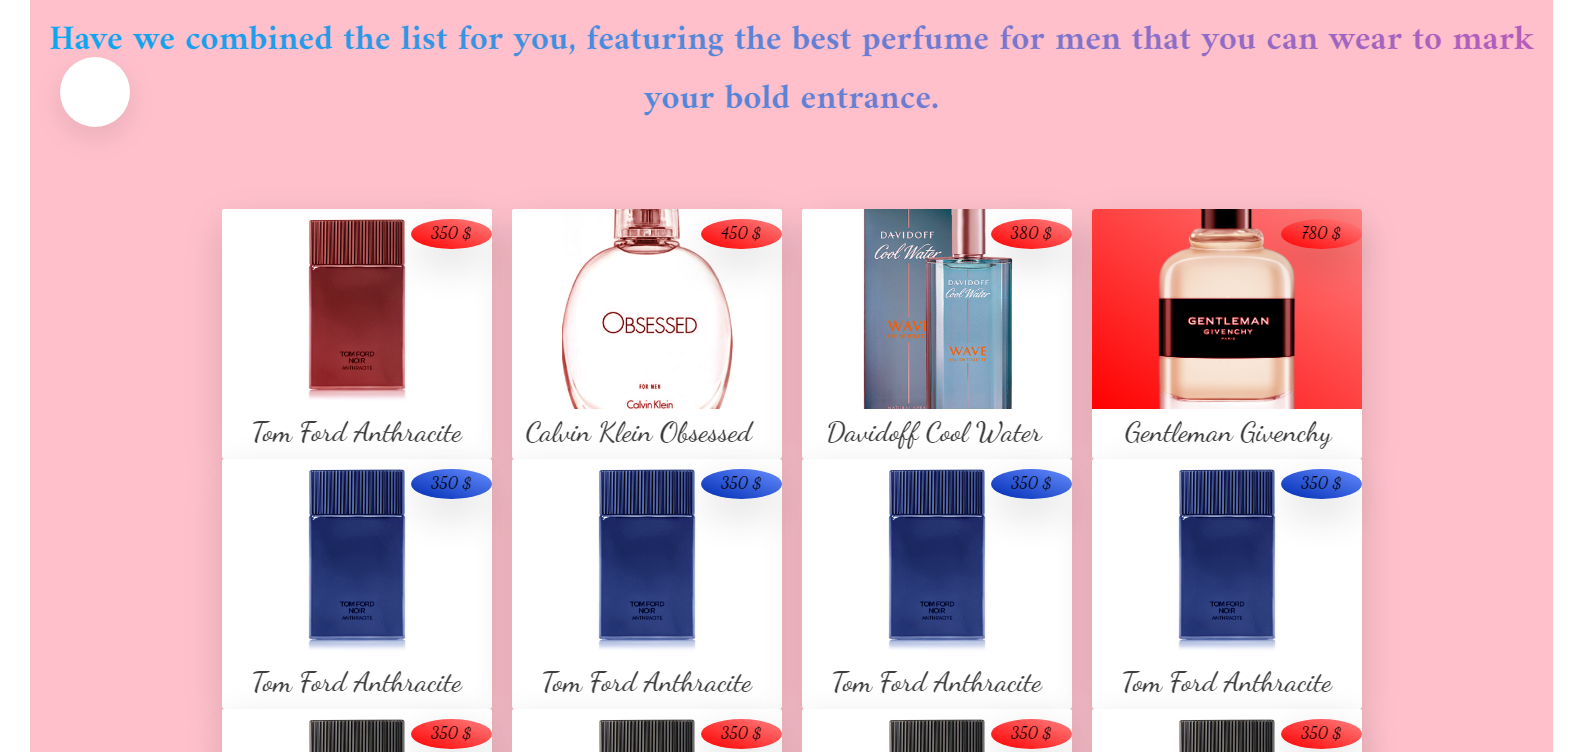 Have we combined the list for you, featuring the best perfume for men that you can wear to mark
your bold entrance.
350 $
450 $
380 $
780 $
TOM FORD
NOIR
ANTHRACITE
OBSESSED
FOR MEN
Calvin Klein
DAVIDOFF
Cool Water
WAVE
DAVIDOFF
Cool Water
WAVE
GENTLEMAN
GIVENCHY
PARIS
Tom Ford Anthracite
Calvin Klein Obsessed
Davidoff Cool Water
Gentleman Givenchy
350 $
350 $
350 $
350 $
TOM FORD
NOIR
ANTHRACITE
TOM FORD
NOIR
ANTHRACITE
TOM FORD
NOIR
ANTHRACITE
TOM FORD
NOIR
ANTHRACITE
Tom Ford Anthracite
Tom Ford Anthracite
Tom Ford Anthracite
Tom Ford Anthracite
350 $
350 $
350 $
350 $